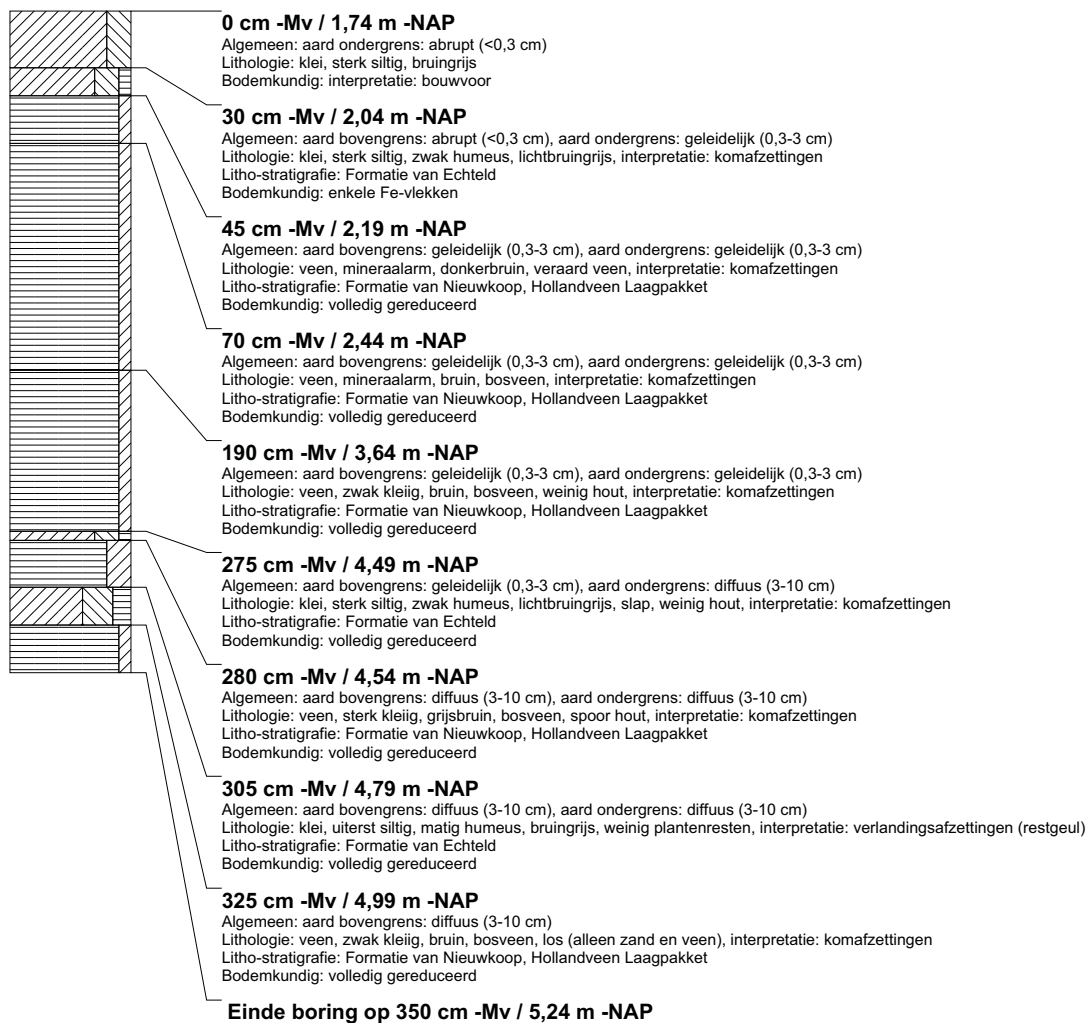 0 cm -Mv / 1,74 m -NAP
Algemeen: aard ondergrens: abrupt (<0,3 cm)
Lithologie: klei, sterk siltig, bruingrijs
Bodemkundig: interpretatie: bouwvoor
30 cm -Mv / 2,04 m -NAP
Algemeen: aard bovengrens: abrupt (<0,3 cm), aard ondergrens: geleidelijk (0,3-3 cm)
Lithologie: klei, sterk siltig, zwak humeus, lichtbruingrijs, interpretatie: komafzettingen
Litho-stratigrafie: Formatie van Echteld
Bodemkundig: enkele Fe-vlekken
45 cm -Mv / 2,19 m -NAP
Algemeen: aard bovengrens: geleidelijk (0,3-3 cm), aard ondergrens: geleidelijk (0,3-3 cm)
Lithologie: veen, mineraalarm, donkerbruin, veraard veen, interpretatie: komafzettingen
Litho-stratigrafie: Formatie van Nieuwkoop, Hollandveen Laagpakket
Bodemkundig: volledig gereduceerd
70 cm -Mv / 2,44 m -NAP
Algemeen: aard bovengrens: geleidelijk (0,3-3 cm), aard ondergrens: geleidelijk (0,3-3 cm)
Lithologie: veen, mineraalarm, bruin, bosveen, interpretatie: komafzettingen
Litho-stratigrafie: Formatie van Nieuwkoop, Hollandveen Laagpakket
Bodemkundig: volledig gereduceerd
190 cm -Mv / 3,64 m -NAP
Algemeen: aard bovengrens: geleidelijk (0,3-3 cm), aard ondergrens: geleidelijk (0,3-3 cm)
Lithologie: veen, zwak kleiig, bruin, bosveen, weinig hout, interpretatie: komafzettingen
Litho-stratigrafie: Formatie van Nieuwkoop, Hollandveen Laagpakket
Bodemkundig: volledig gereduceerd
275 cm -Mv / 4,49 m -NAP
Algemeen: aard bovengrens: geleidelijk (0,3-3 cm), aard ondergrens: diffuus (3-10 cm)
Lithologie: klei, sterk siltig, zwak humeus, lichtbruingrijs, slap, weinig hout, interpretatie: komafzettingen
Litho-stratigrafie: Formatie van Echteld
Bodemkundig: volledig gereduceerd
280 cm -Mv / 4,54 m -NAP
Algemeen: aard bovengrens: diffuus (3-10 cm), aard ondergrens: diffuus (3-10 cm)
Lithologie: veen, sterk kleiig, grijsbruin, bosveen, spoor hout, interpretatie: komafzettingen
Litho-stratigrafie: Formatie van Nieuwkoop, Hollandveen Laagpakket
Bodemkundig: volledig gereduceerd
305 cm -Mv / 4,79 m -NAP
Algemeen: aard bovengrens: diffuus (3-10 cm), aard ondergrens: diffuus (3-10 cm)
Lithologie: klei, uiterst siltig, matig humeus, bruingrijs, weinig plantenresten, interpretatie: verlandingsafzettingen (restgeul)
Litho-stratigrafie: Formatie van Echteld
Bodemkundig: volledig gereduceerd
325 cm -Mv / 4,99 m -NAP
Algemeen: aard bovengrens: diffuus (3-10 cm)
Lithologie: veen, zwak kleiig, bruin, bosveen, los (alleen zand en veen), interpretatie: komafzettingen
Litho-stratigrafie: Formatie van Nieuwkoop, Hollandveen Laagpakket
Bodemkundig: volledig gereduceerd
Einde boring op 350 cm -Mv / 5,24 m -NAP